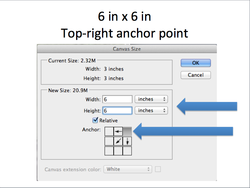 6 in x 6 in
Top-right anchor point
Canvas Size
Current Size: 2.32M
OK
Width: 3 inches
Height: 3 inches
Cancel
New Size: 20.9M
Width: 6 inches
Height: 6 inches
Relative
Anchor:
Canvas extension color: White